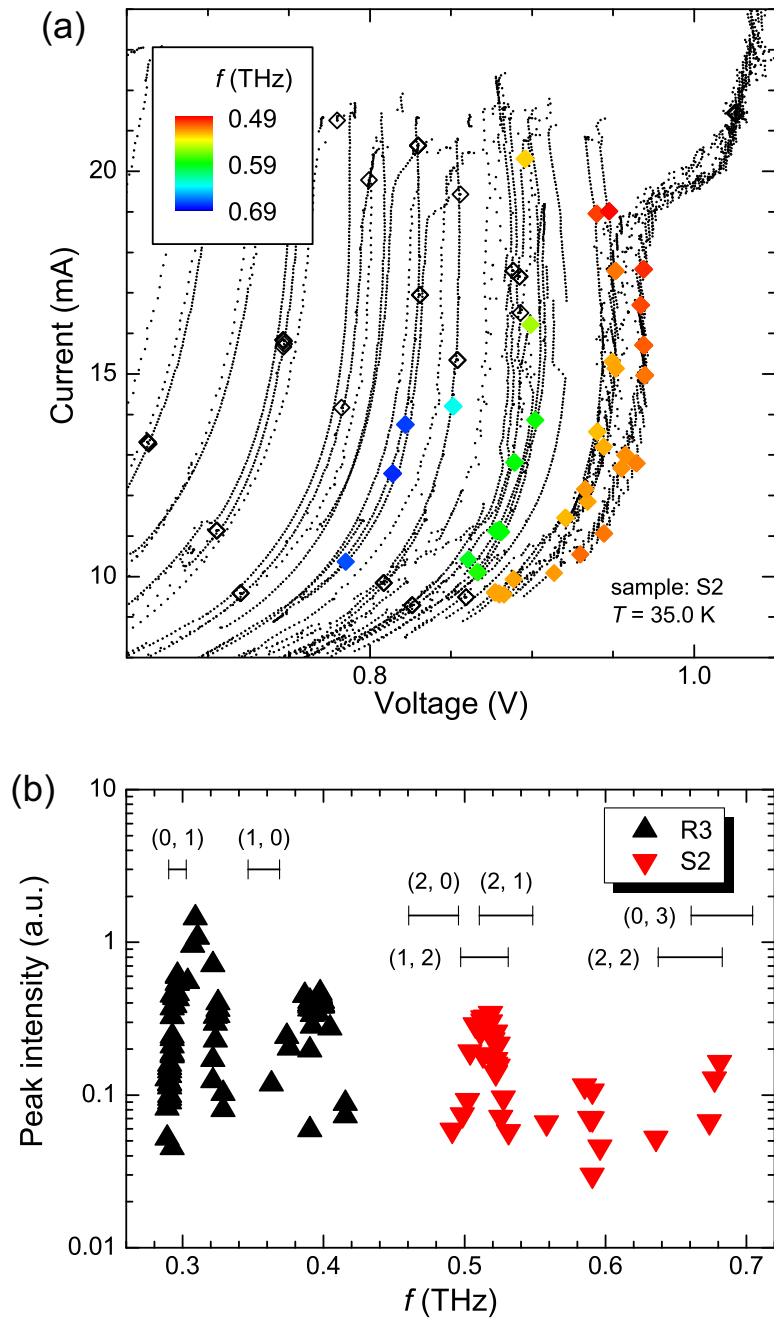 (a)
f (THz)
0.49
0.59
0.69
20
15
10
Current (mA)
sample: S2
T = 35.0 K
0.8
1.0
Voltage (V)
(b)
10
1
0.1
0.01
Peak intensity (a.u.)
R3
S2
(0, 1)
(1, 0)
(2, 0)
(2, 1)
(0, 3)
(1, 2)
(2, 2)
0.3
0.4
0.5
0.6
0.7
f (THz)